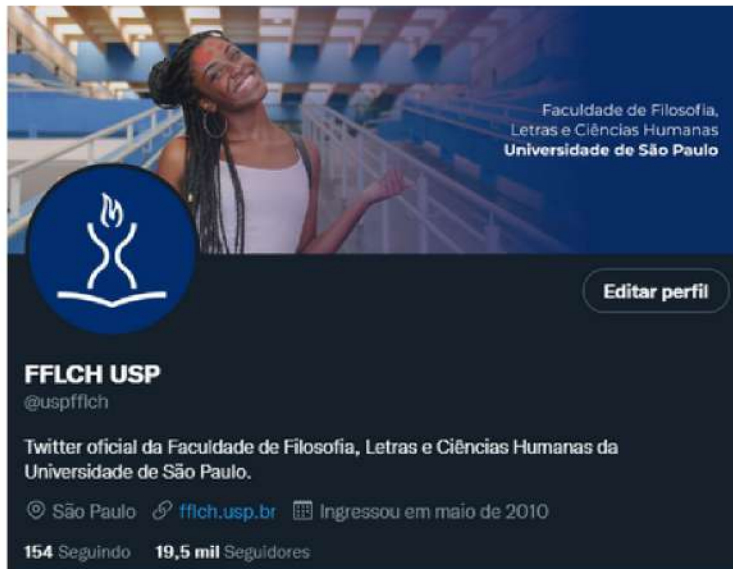 Faculdade de Filosofia,
Letras e Ciências Humanas
Universidade de São Paulo
Editar perfil
FFLCH USP
@uspfflch
Twitter oficial da Faculdade de Filosofia, Letras e Ciências Humanas da
Universidade de São Paulo.
São Paulo fflch.usp.br Ingressou em maio de 2010
154 Seguindo 19,5 mil Seguidores